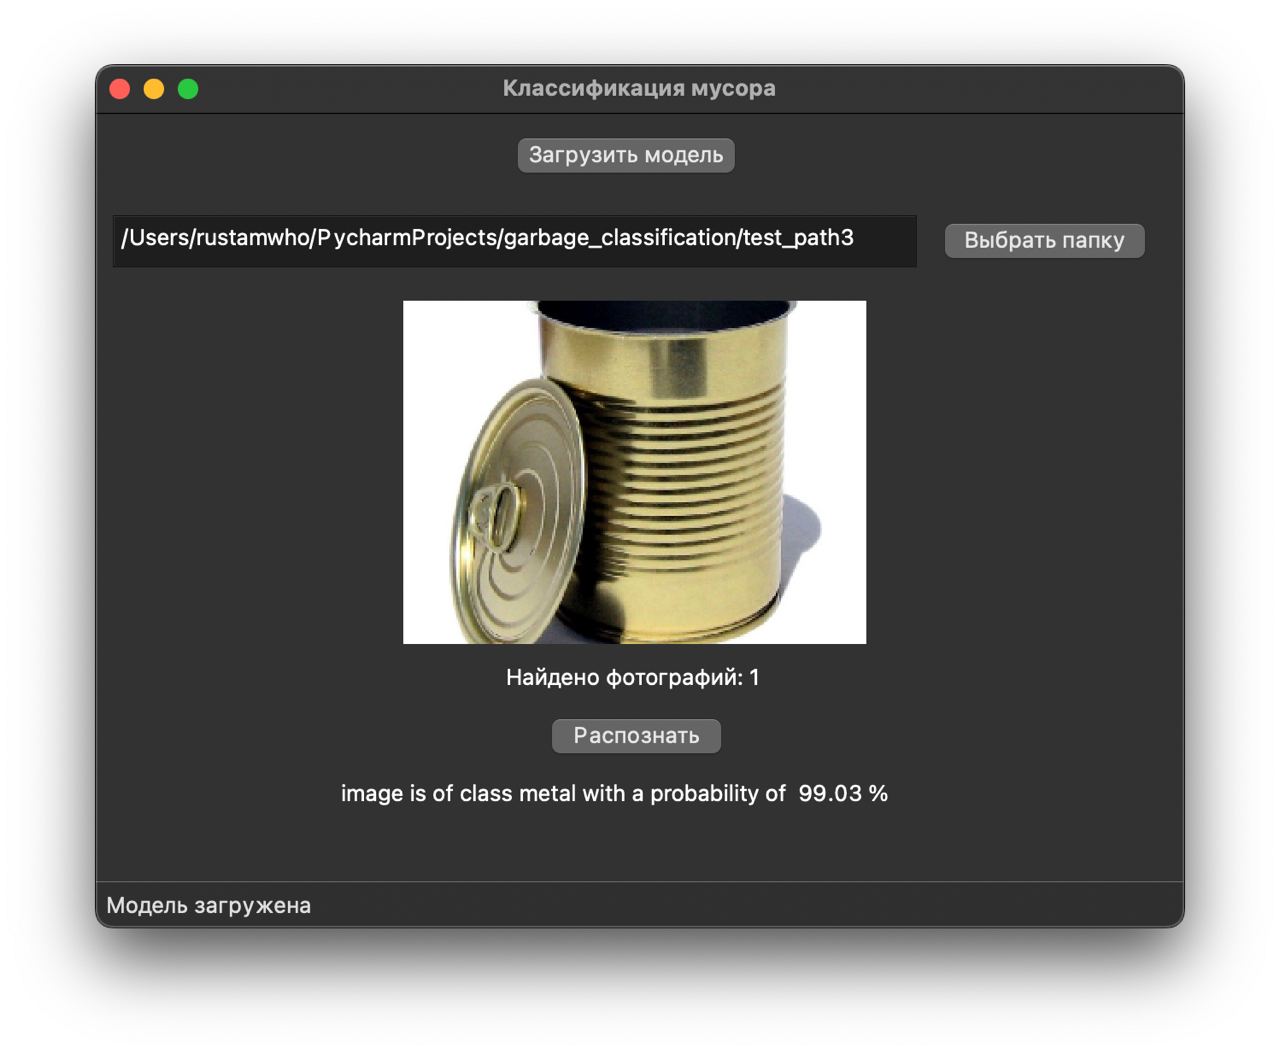 Классификация мусора
Загрузить модель
/Users/rustamwho/PycharmProjects/garbage_classification/test_path3
Выбрать папку
Найдено фотографий: 1
Распознать
image is of class metal with a probability of  99.03 %
Модель загружена